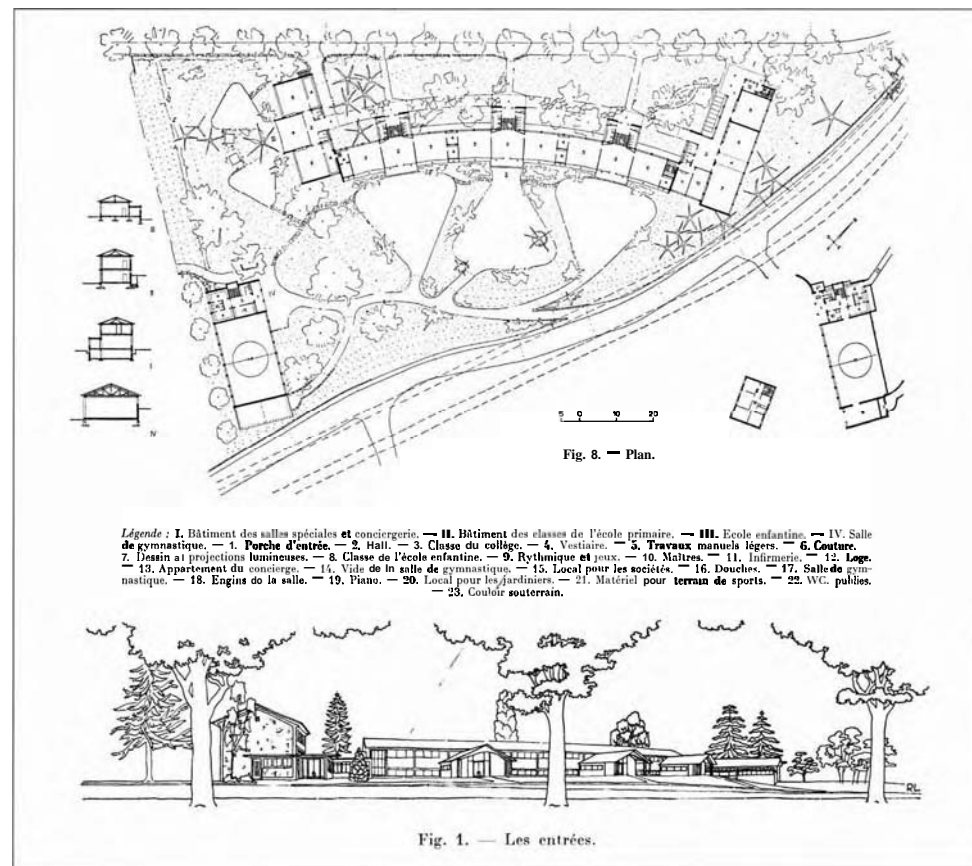 III
II
I
IV
IV
5 0 10 20
Fig. 8. — Plan.
Légende : I. Bâtiment des salles spéciales et conciergerie. — II. Bâtiment des classes de l'école primaire. — III. Ecole enfantine. — IV. Salle
de gymnastique. — 1. Porche d'entrée. — 2. Hall. — 3. Classe du collège. — 4. Vestiaire. — 5. Travaux manuels légers. — 6. Couture.
7. Dessin et projections lumineuses. — 8. Classe de l'école enfantine. — 9. Rythmique et jeux. — 10. Maîtres. — 11. Infirmerie. — 12. Loge.
— 13. Appartement du concierge. — 14. Vide de la salle de gymnastique. — 15. Local pour les sociétés. — 16. Douches. — 17. Salle de gym-
nastique. — 18. Engins de la salle. — 19. Piano. — 20. Local pour les jardiniers. — 21. Matériel pour terrain de sports. — 22. WC. publics.
— 23. Couloir souterrain.
RL
Fig. 1. — Les entrées.